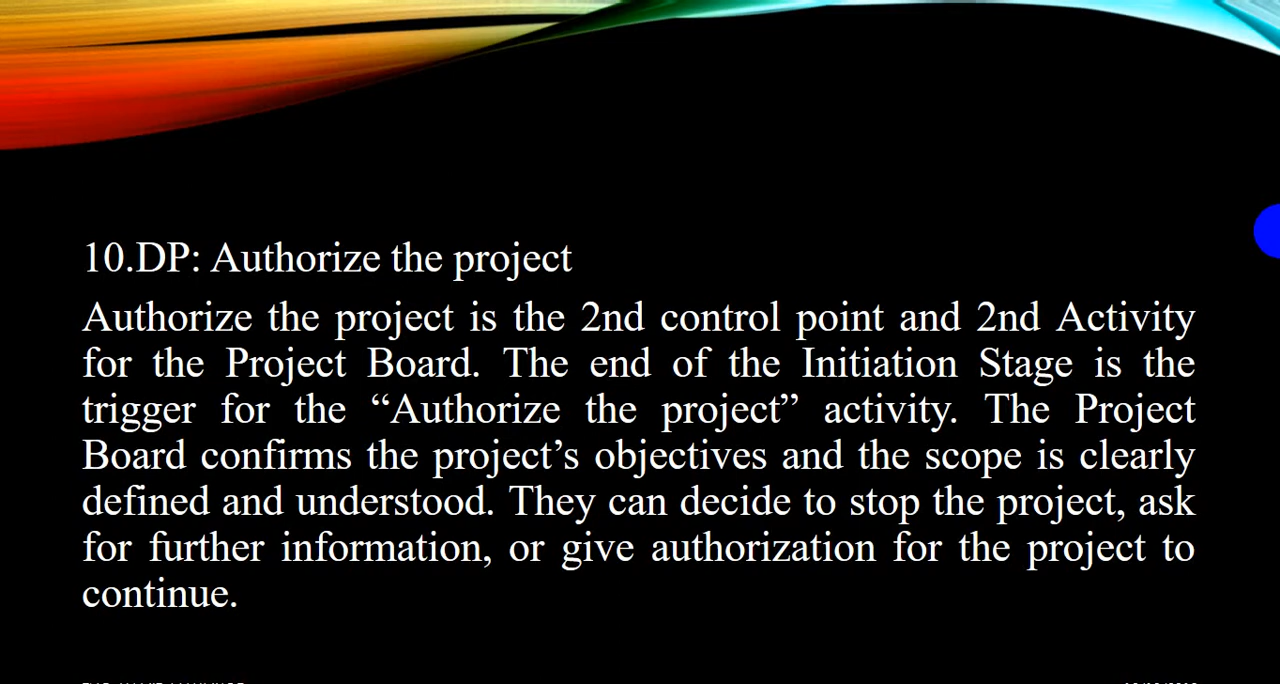 10.DP: Authorize the project
Authorize the project is the 2nd control point and 2nd Activity
for the Project Board. The end of the Initiation Stage is the
trigger for the “Authorize the project” activity. The Project
Board confirms the project’s objectives and the scope is clearly
defined and understood. They can decide to stop the project, ask
for further information, or give authorization for the project to
continue.